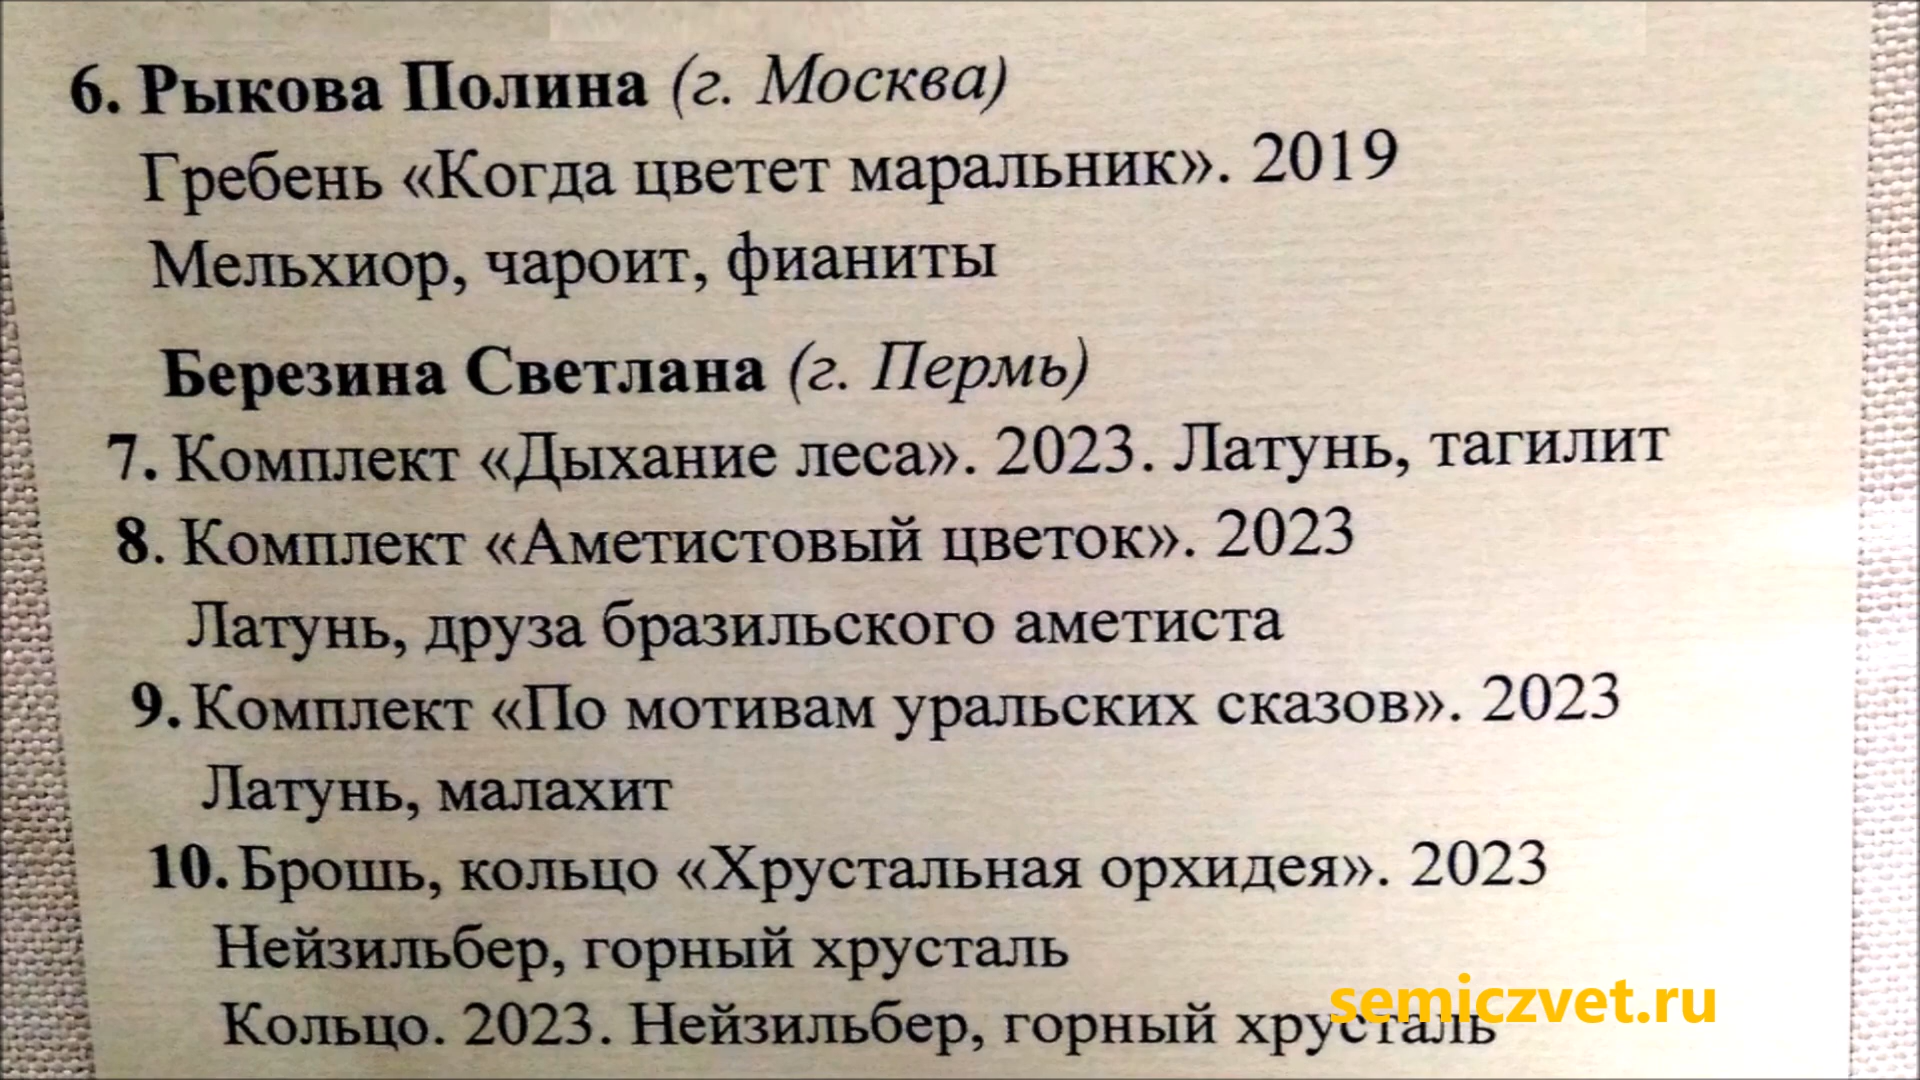 6. Рыкова Полина (г. Москва)
Гребень «Когда цветет маральник». 2019
Мельхиор, чароит, фианиты
Березина Светлана (г. Пермь)
7. Комплект «Дыхание леса». 2023. Латунь, тагилит
8. Комплект «Аметистовый цветок». 2023
Латунь, друза бразильского аметиста
9. Комплект «По мотивам уральских сказов». 2023
Латунь, малахит
10. Брошь, кольцо «Хрустальная орхидея». 2023
Нейзильбер, горный хрусталь
Кольцо. 2023. Нейзильбер, горный хрусталь
semiczvet.ru